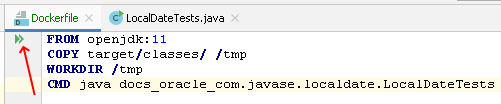 Dockerfile LocalDateTests.java
FROM openjdk:11
COPY target/classes/ /tmp
WORKDIR /tmp
CMD java docs_oracle_com.javase.localdate.LocalDateTests